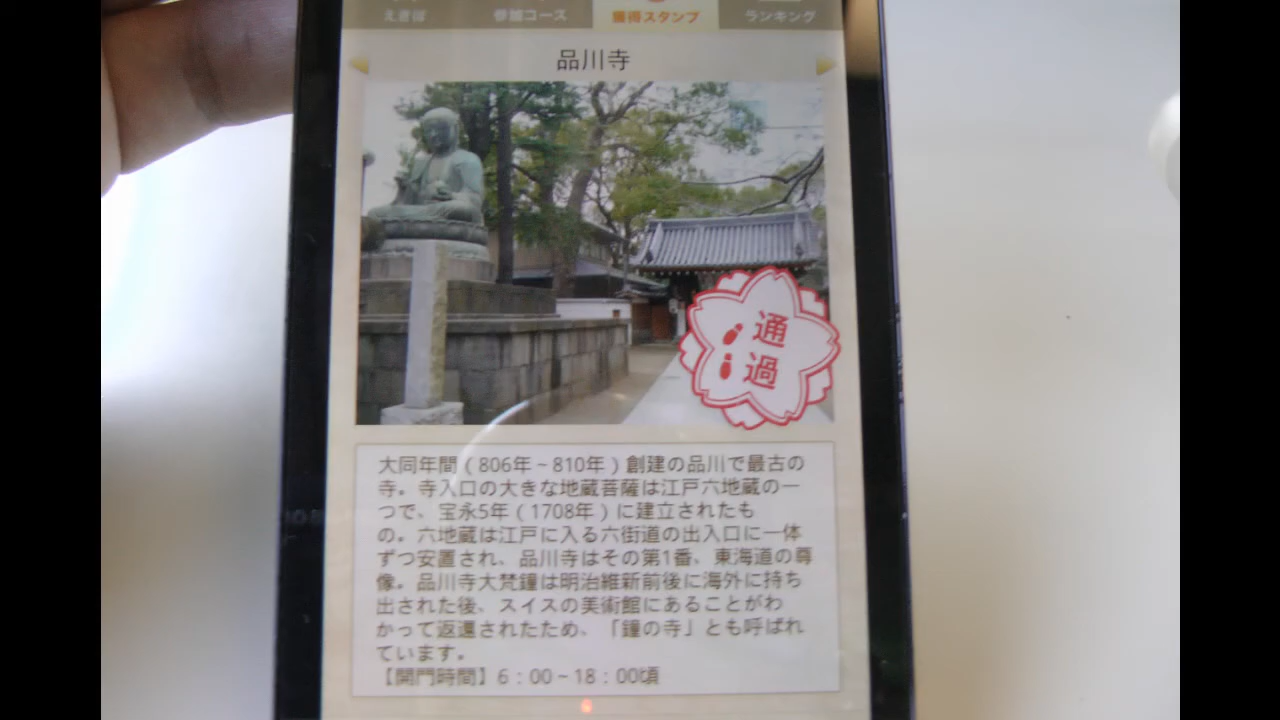 えきぽ 参加コース 獲得スタンプ ランキング
品川寺
通過
大同年間(806年~810年)創建の品川で最古の
寺。寺入口の大きな地蔵菩薩は江戸六地蔵の一
つで、宝永5年(1708年)に建立されたも
の。六地蔵は江戸に入る六街道の出入口に一体
ずつ安置され、品川寺はその第1番、東海道の尊
像。品川寺大梵鐘は明治維新前後に海外に持ち
出された後、スイスの美術館にあることがわ
かって返還されたため、「鐘の寺」とも呼ばれ
ています。
【開門時間】6:00~18:00頃